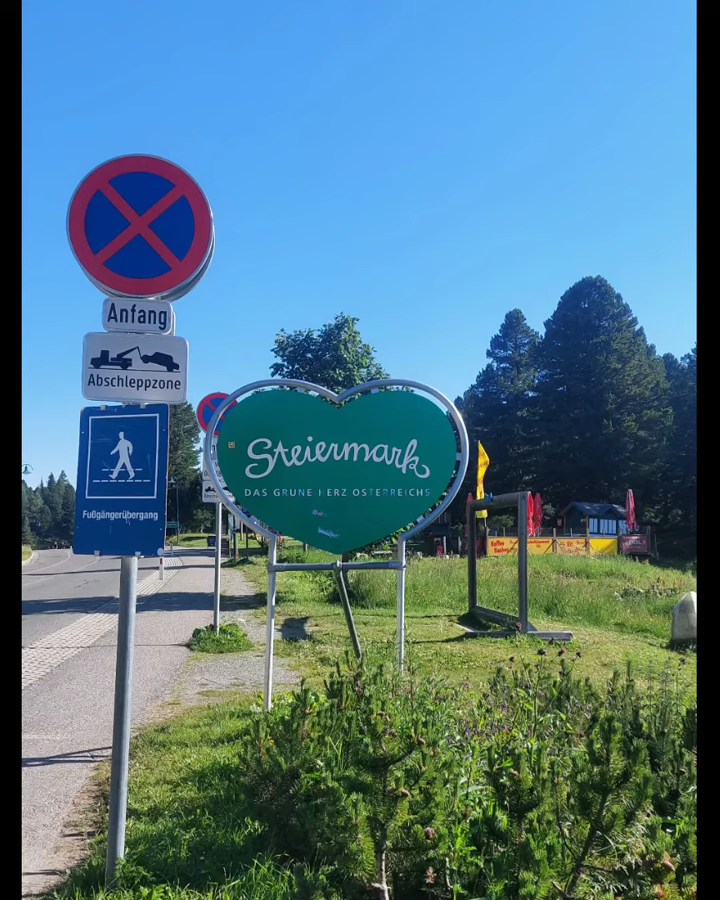 Anfang
Abschleppzone
Fußgängerübergang
Steiermark
DAS GRÜNE HERZ ÖSTERREICHS